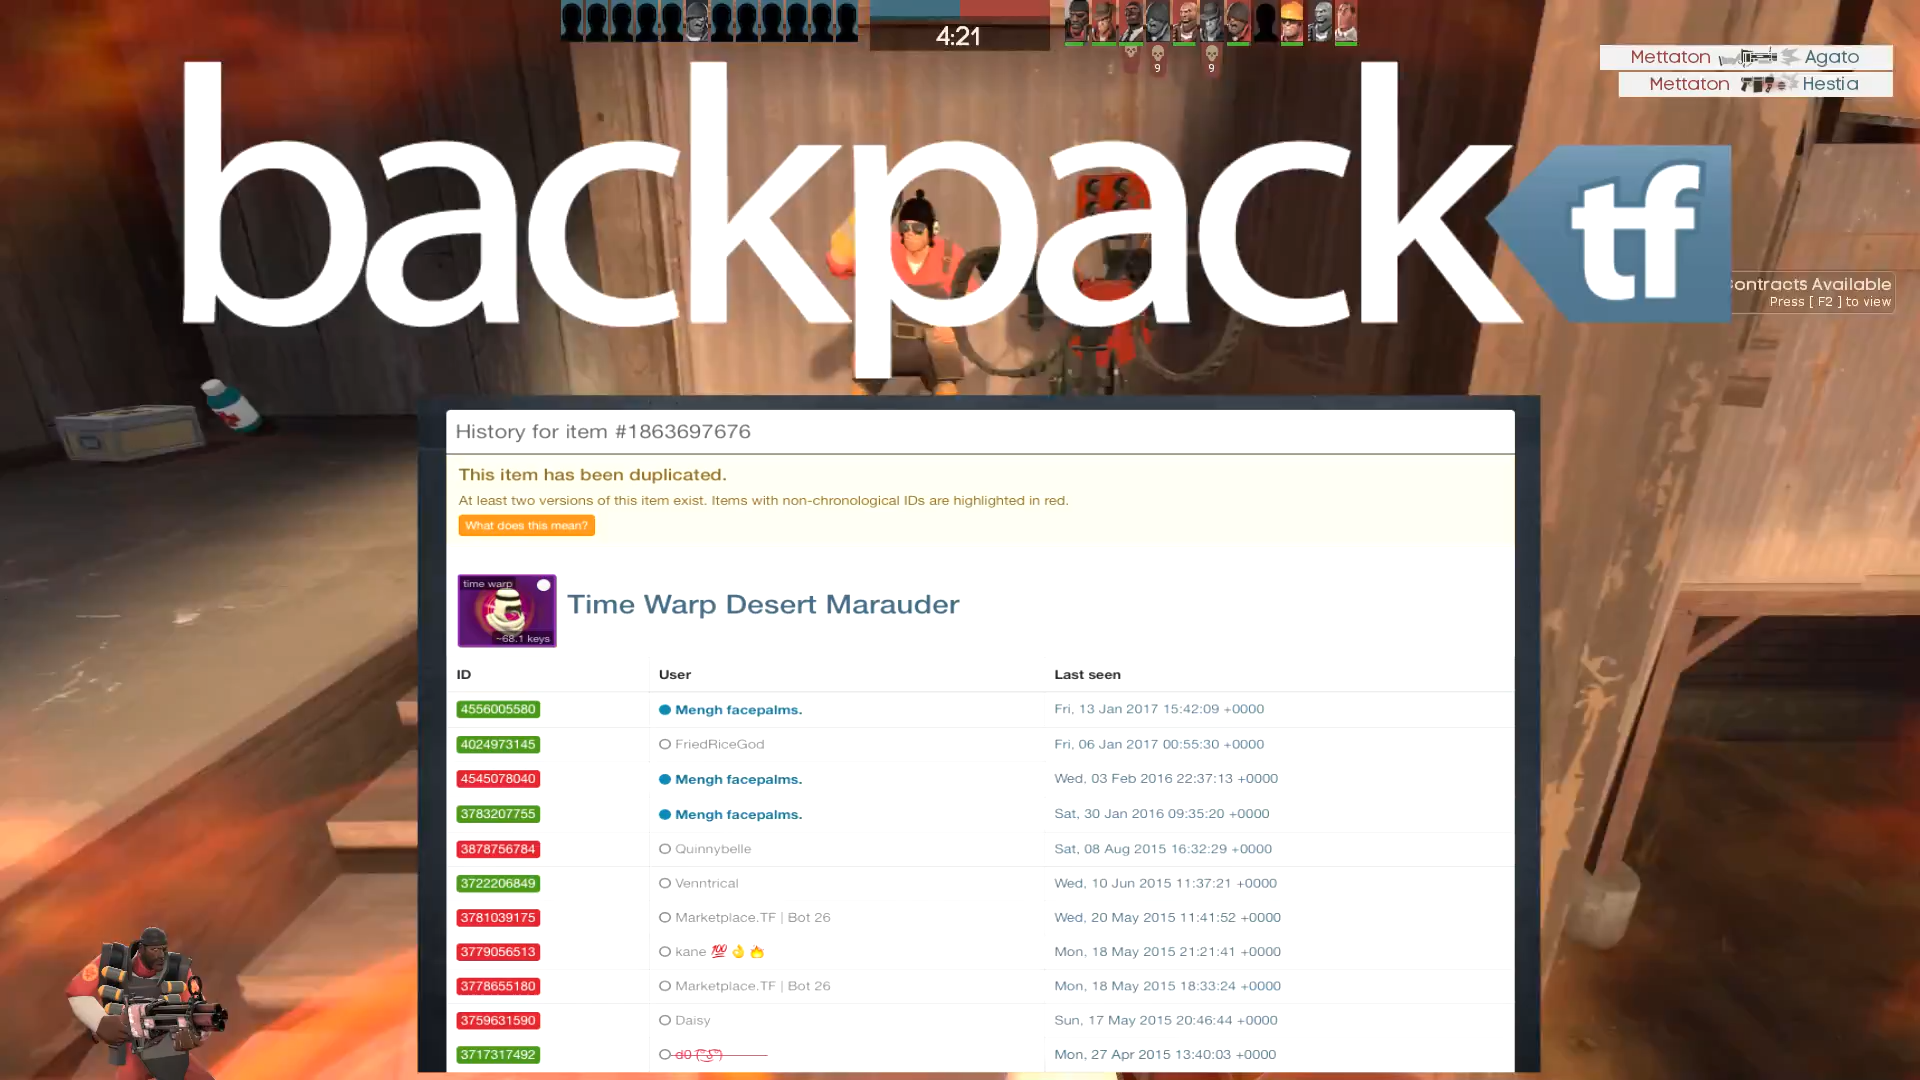 4:21
9
9
Mettaton Agato
Mettaton Hestia
backpack tf
ontracts Available
Press [ F2 ] to view
History for item #1863697676
This item has been duplicated.
At least two versions of this item exist. Items with non-chronological IDs are highlighted in red.
What does this mean?
time warp
~68.1 keys
Time Warp Desert Marauder
ID User Last seen
4556005580 Mengh facepalms. Fri, 13 Jan 2017 15:42:09 +0000
4024973145 FriedRiceGod Fri, 06 Jan 2017 00:55:30 +0000
4545078040 Mengh facepalms. Wed, 03 Feb 2016 22:37:13 +0000
3783207755 Mengh facepalms. Sat, 30 Jan 2016 09:35:20 +0000
3878756784 Quinnybelle Sat, 08 Aug 2015 16:32:29 +0000
3722206849 Venntrical Wed, 10 Jun 2015 11:37:21 +0000
3781039175 Marketplace.TF | Bot 26 Wed, 20 May 2015 11:41:52 +0000
3779056513 kane 💯👌🔥 Mon, 18 May 2015 21:21:41 +0000
3778655180 Marketplace.TF | Bot 26 Mon, 18 May 2015 18:33:24 +0000
3759631590 Daisy Sun, 17 May 2015 20:46:44 +0000
3717317492 d0 Mon, 27 Apr 2015 13:40:03 +0000